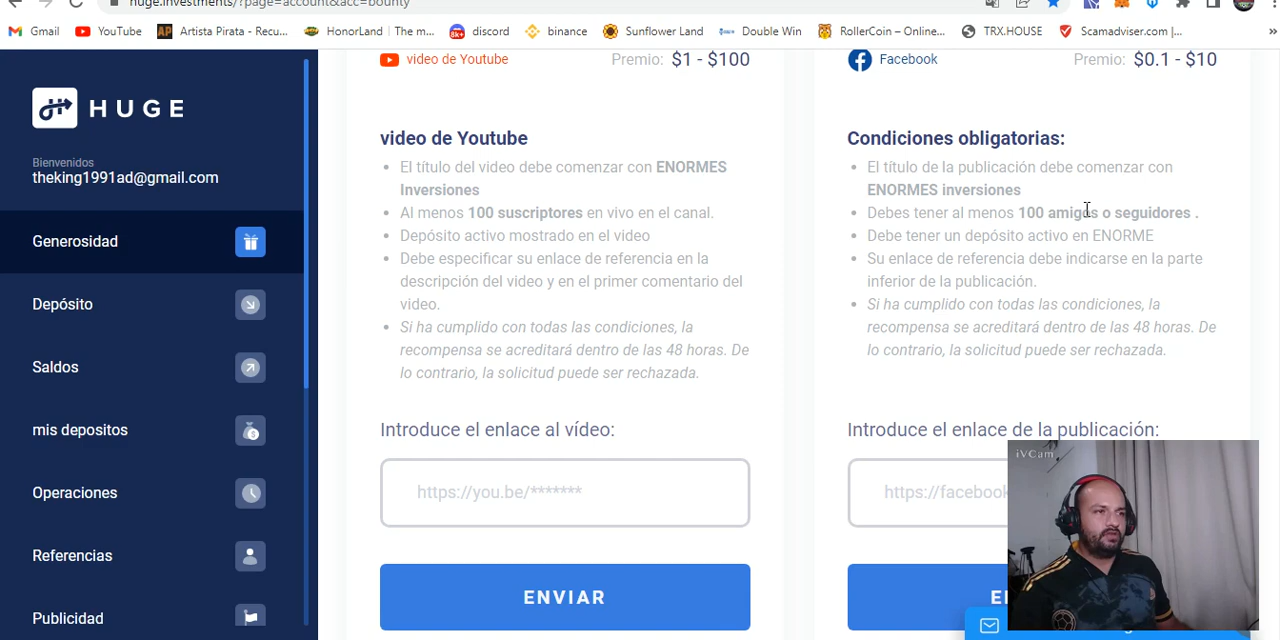 huge.investments/?page=account&acc=bounty
Gmail
YouTube
Artista Pirata - Recu...
HonorLand | The m...
8k+
discord
binance
Sunflower Land
Double Win
RollerCoin – Online...
TRX.HOUSE
Scamadviser.com |...
»
HUGE
Bienvenidos
theking1991ad@gmail.com
Generosidad
Depósito
Saldos
mis depositos
Operaciones
Referencias
Publicidad
video de Youtube
Premio: $1 - $100
video de Youtube
• El título del video debe comenzar con ENORMES
Inversiones
• Al menos 100 suscriptores en vivo en el canal.
• Depósito activo mostrado en el video
• Debe especificar su enlace de referencia en la
descripción del video y en el primer comentario del
video.
• Si ha cumplido con todas las condiciones, la
recompensa se acreditará dentro de las 48 horas. De
lo contrario, la solicitud puede ser rechazada.
Introduce el enlace al vídeo:
https://you.be/*******
ENVIAR
Facebook
Premio: $0.1 - $10
Condiciones obligatorias:
• El título de la publicación debe comenzar con
ENORMES inversiones
• Debes tener al menos 100 amigos o seguidores .
• Debe tener un depósito activo en ENORME
• Su enlace de referencia debe indicarse en la parte
inferior de la publicación.
• Si ha cumplido con todas las condiciones, la
recompensa se acreditará dentro de las 48 horas. De
lo contrario, la solicitud puede ser rechazada.
Introduce el enlace de la publicación:
https://facebook
iVCam